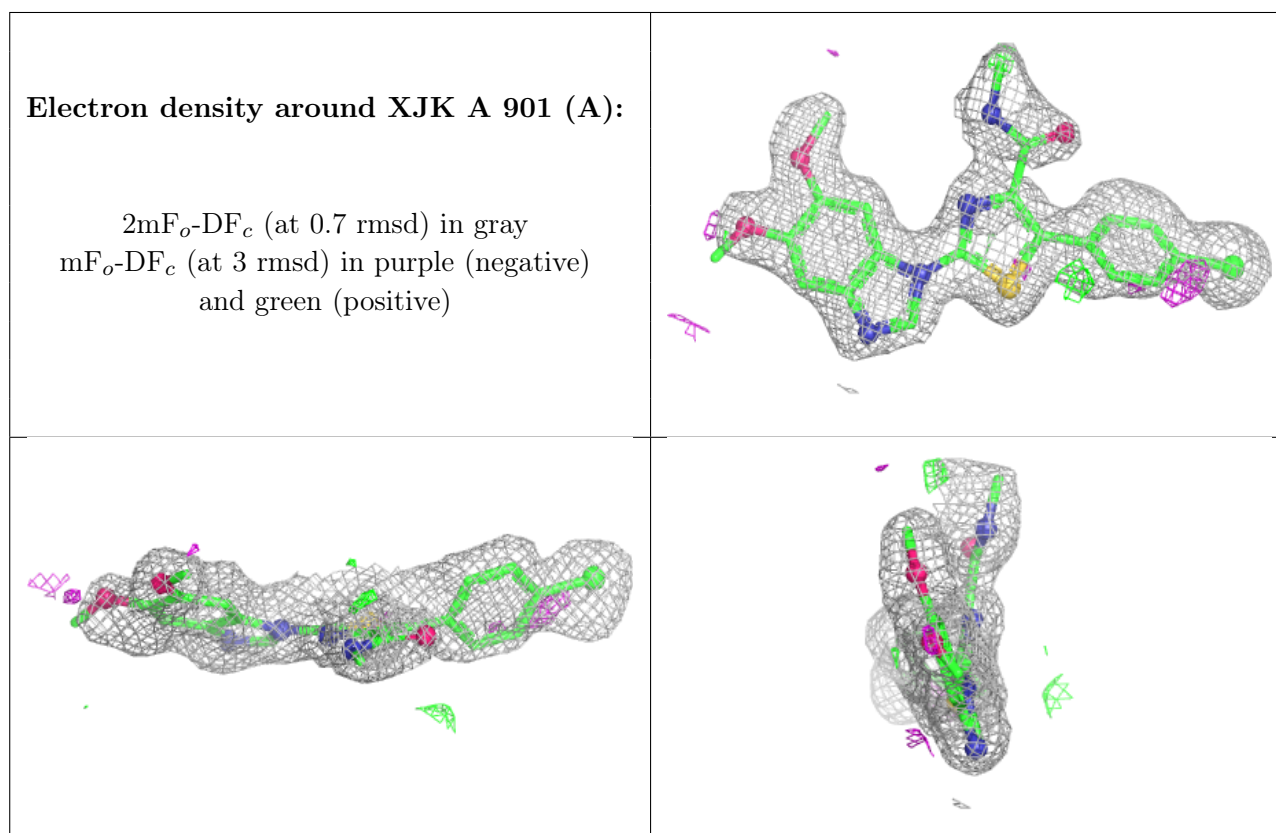 Electron density around XJK A 901 (A):
2mFₒ-DF𝒸 (at 0.7 rmsd) in gray
mFₒ-DF𝒸 (at 3 rmsd) in purple (negative)
and green (positive)